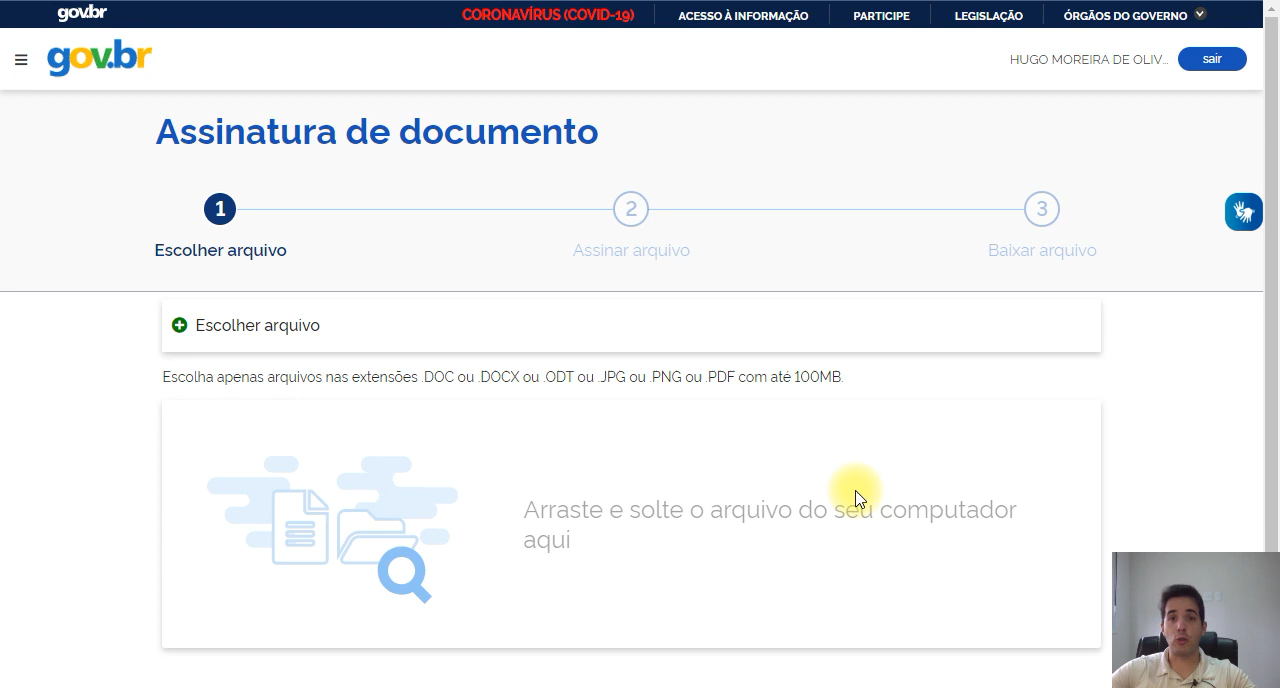 gov.br
CORONAVÍRUS (COVID-19)
ACESSO À INFORMAÇÃO
PARTICIPE
LEGISLAÇÃO
ÓRGÃOS DO GOVERNO
gov.br
HUGO MOREIRA DE OLIV...
sair
Assinatura de documento
1
2
3
Escolher arquivo
Assinar arquivo
Baixar arquivo
Escolher arquivo
Escolha apenas arquivos nas extensões .DOC ou .DOCX ou .ODT ou .JPG ou .PNG ou .PDF com até 100MB.
Arraste e solte o arquivo do seu computador
aqui